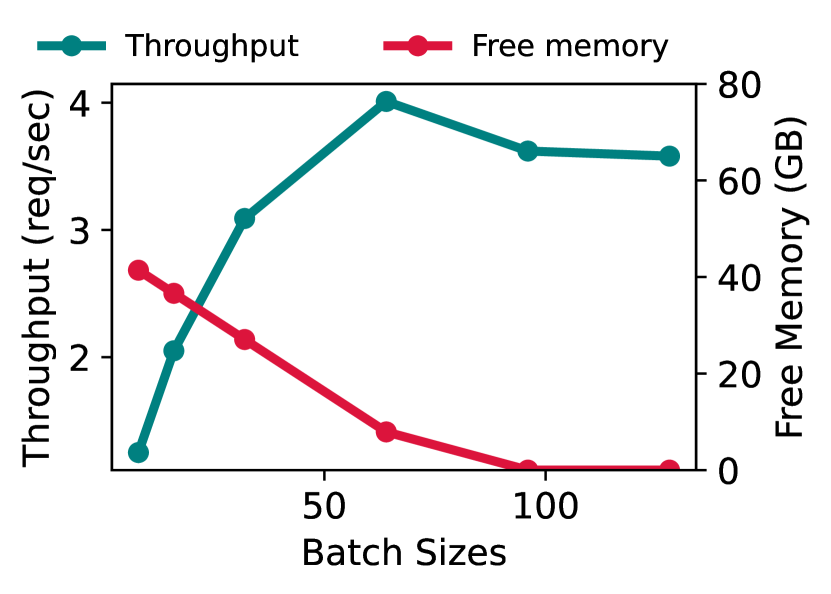 Throughput
Free memory
Throughput (req/sec)
4
3
2
80
60
40
20
0
Free Memory (GB)
50
100
Batch Sizes